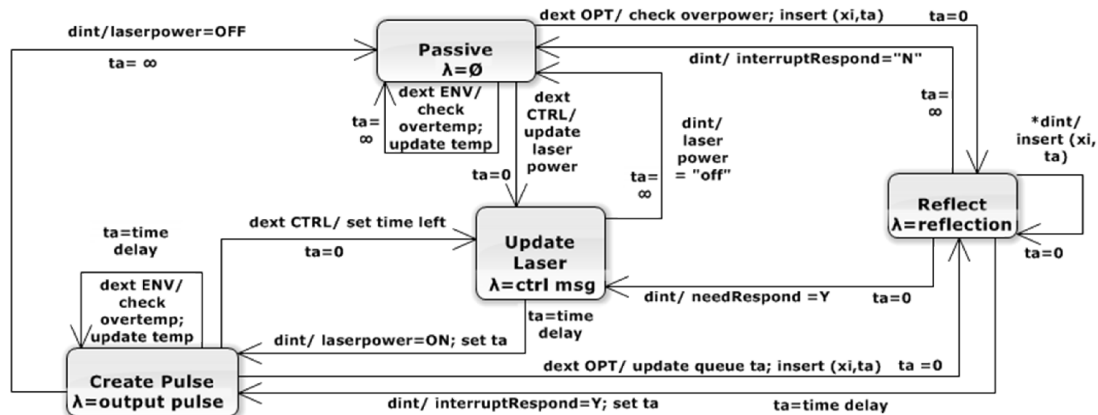 dext OPT/ check overpower; insert (xi,ta)
ta=0
dint/laserpower=OFF
ta= ∞
Passive
λ=Ø
dint/ interruptRespond="N"
dext ENV/
check
overtemp;
update temp
ta=
∞
dext
CTRL/
update
laser
power
ta=0
dint/
laser
power
= "off"
ta=
∞
ta=
∞
*dint/
insert (xi,
ta)
Reflect
λ=reflection
ta=0
dext CTRL/ set time left
ta=0
Update
Laser
λ=ctrl msg
ta=time
delay
dext ENV/
check
overtemp;
update temp
dint/ needRespond =Y
ta=0
ta=time
delay
dint/ laserpower=ON; set ta
dext OPT/ update queue ta; insert (xi,ta)
ta =0
Create Pulse
λ=output pulse
dint/ interruptRespond=Y; set ta
ta=time delay